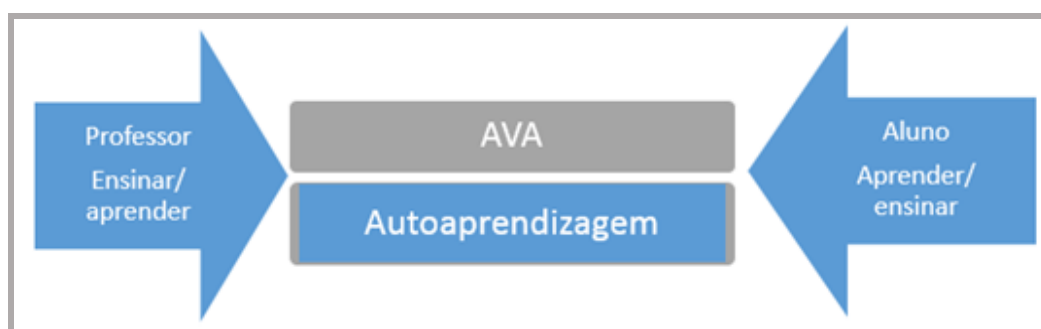 Professor
Ensinar/
aprender
AVA
Autoaprendizagem
Aluno
Aprender/
ensinar